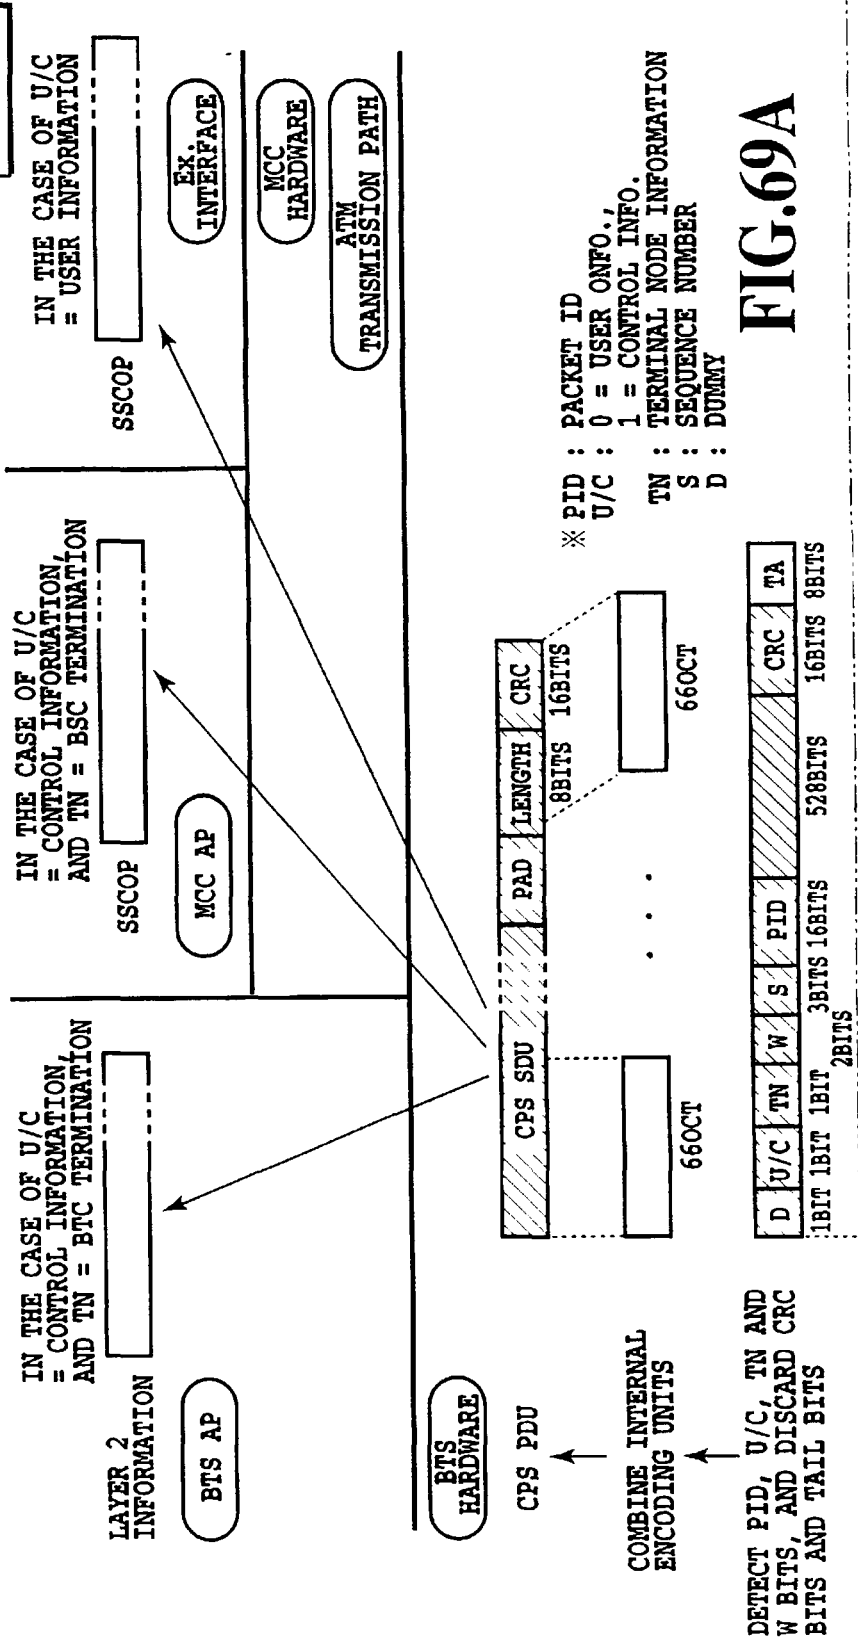 IN THE CASE OF U/C
= CONTROL INFORMATION,
AND TN = BTC TERMINATION
LAYER 2
INFORMATION
BTS AP
IN THE CASE OF U/C
= CONTROL INFORMATION,
AND TN = BSC TERMINATION
SSCOP
MCC AP
IN THE CASE OF U/C
= USER INFORMATION
SSCOP
EX.
INTERFACE
MCC
HARDWARE
ATM
TRANSMISSION PATH
BTS
HARDWARE
CPS PDU
CPS SDU
PAD
LENGTH
CRC
8BITS
16BITS
COMBINE INTERNAL
ENCODING UNITS
66OCT
. . .
66OCT
※ PID : PACKET ID
U/C : 0 = USER ONFO.,
1 = CONTROL INFO.
TN : TERMINAL NODE INFORMATION
S : SEQUENCE NUMBER
D : DUMMY
DETECT PID, U/C, TN AND
W BITS, AND DISCARD CRC
BITS AND TAIL BITS
D
U/C
TN
W
S
PID
CRC
TA
1BIT
1BIT
1BIT
2BITS
3BITS
16BITS
528BITS
16BITS
8BITS
FIG.69A